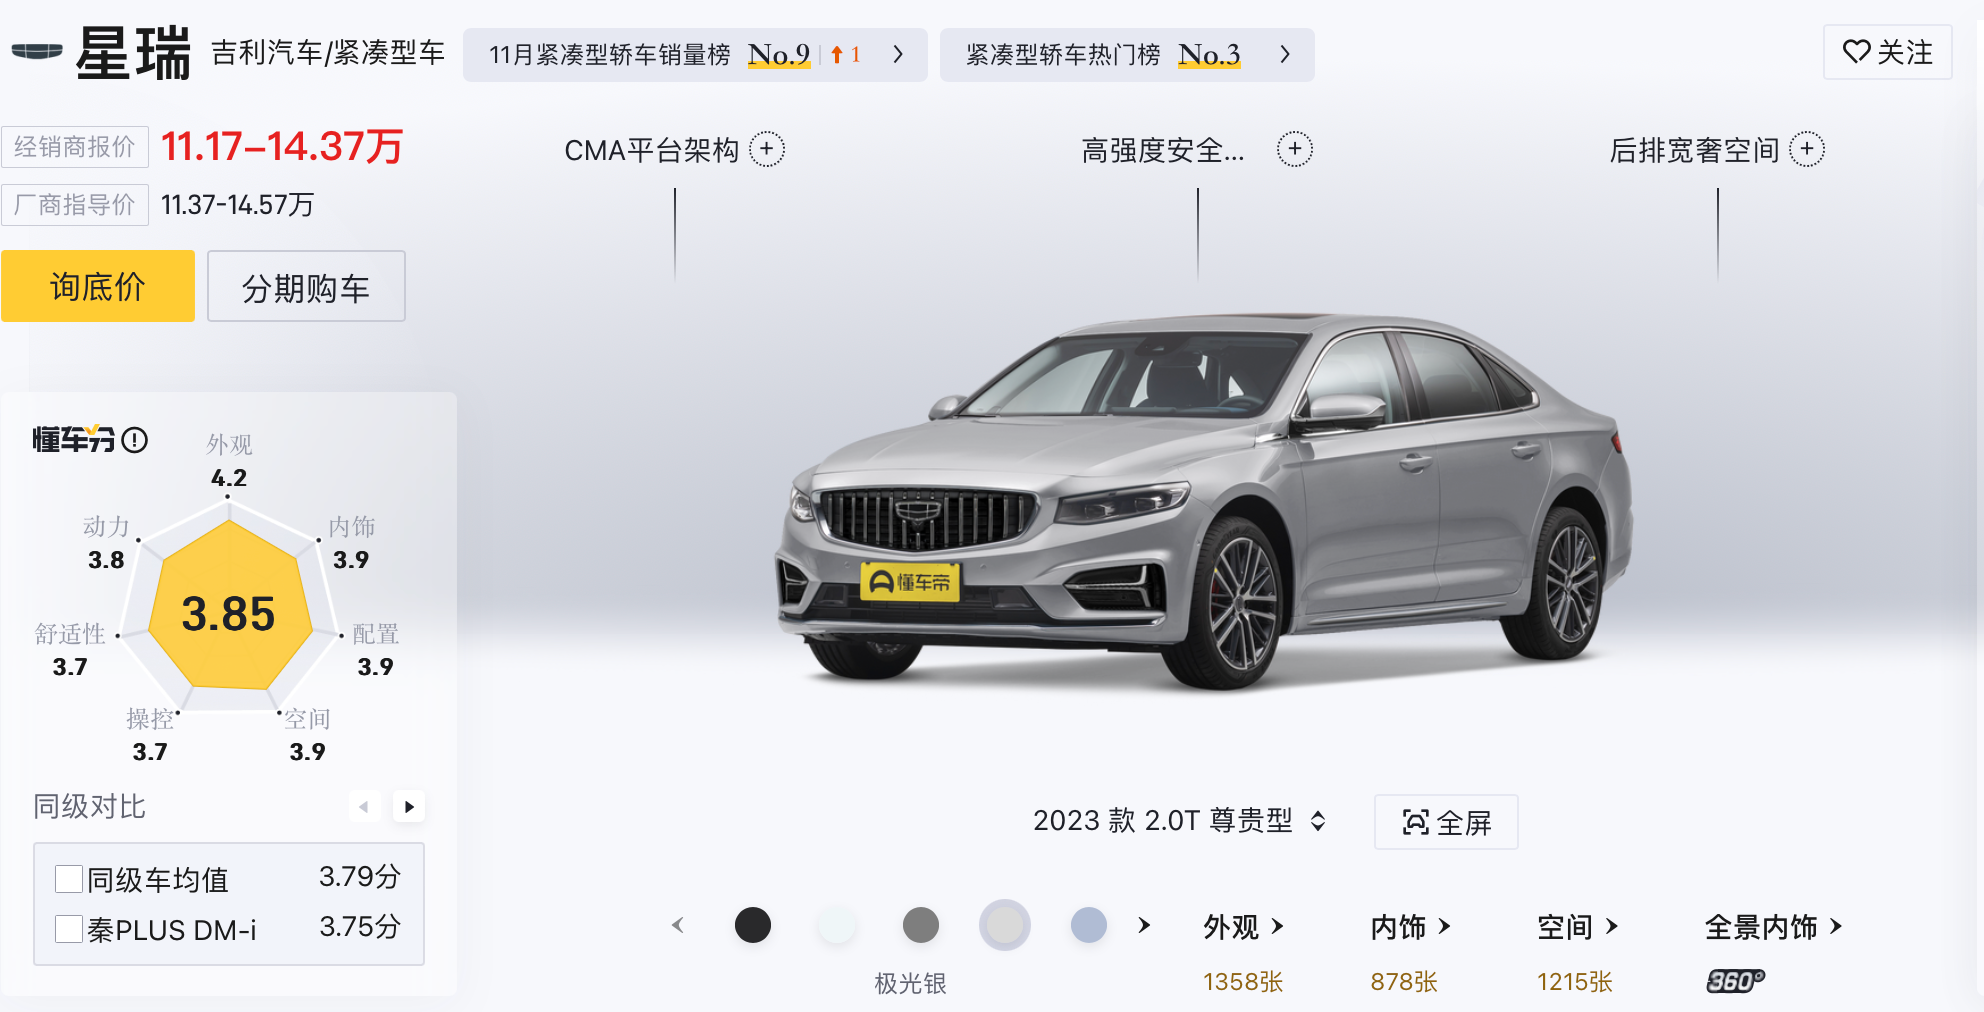 星瑞 吉利汽车/紧凑型车 11月紧凑型轿车销量榜 No.9 1 紧凑型轿车热门榜 No.3 关注
经销商报价 11.17-14.37万
厂商指导价 11.37-14.57万
询底价 分期购车
CMA平台架构 + 高强度安全... + 后排宽奢空间 +
懂车分
外观
4.2
动力
3.8
内饰
3.9
3.85
舒适性
3.7
配置
3.9
操控
3.7
空间
3.9
同级对比
同级车均值 3.79分
秦PLUS DM-i 3.75分
懂车帝
2023 款 2.0T 尊贵型 全屏
极光银
外观 内饰 空间 全景内饰
1358张 878张 1215张 360°